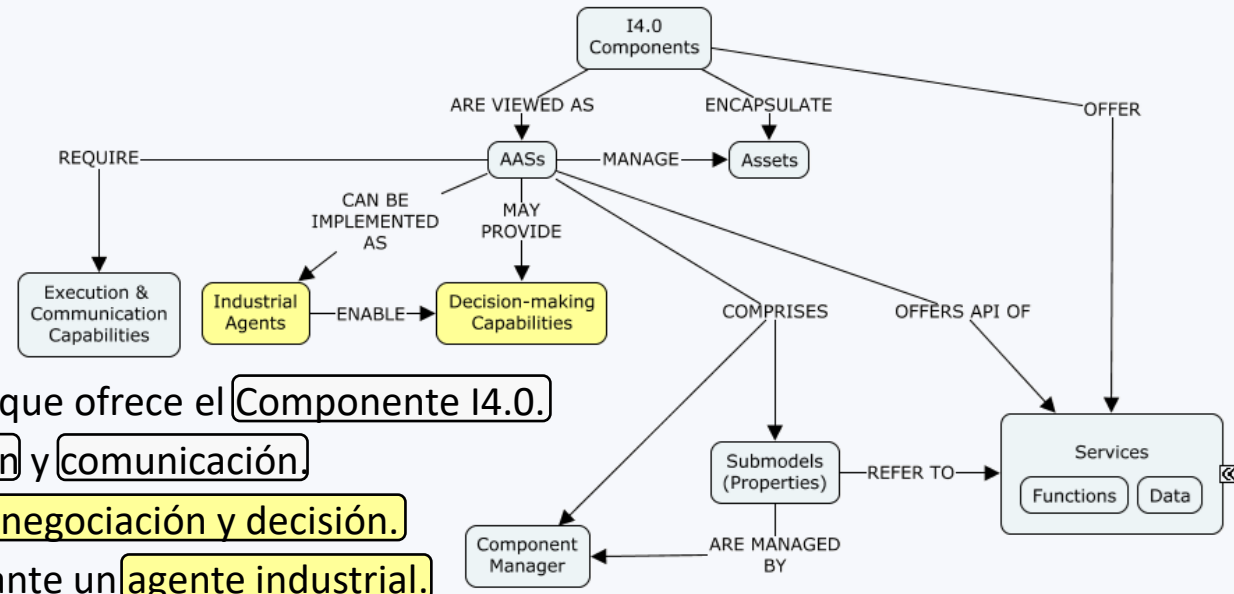 I4.0
Components
ARE VIEWED AS
ENCAPSULATE
OFFER
REQUIRE
AASs
MANAGE
Assets
CAN BE
IMPLEMENTED
AS
MAY
PROVIDE
Execution &
Communication
Capabilities
Industrial
Agents
ENABLE
Decision-making
Capabilities
COMPRISES
OFFERS API OF
que ofrece el Componente I4.0.
n y comunicación.
negociación y decisión.
ante un agente industrial.
Submodels
(Properties)
REFER TO
Services
Functions
Data
Component
Manager
ARE MANAGED
BY